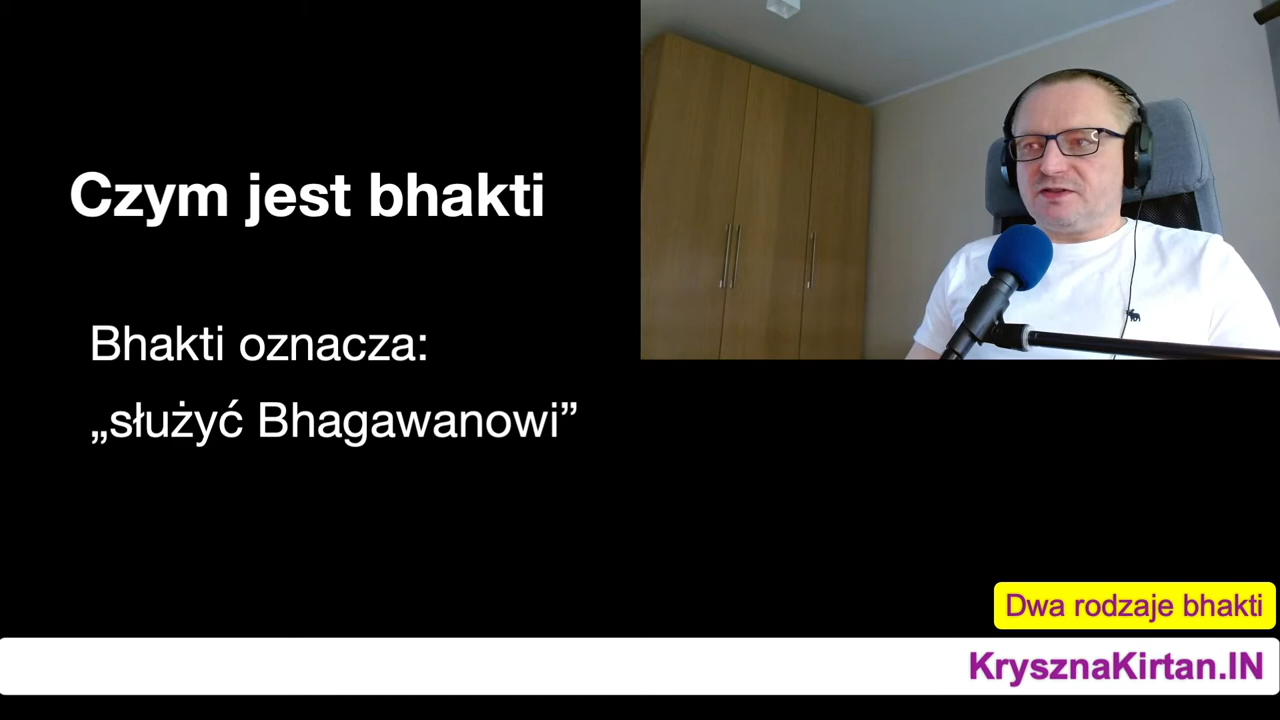 Czym jest bhakti
Bhakti oznacza:
„służyć Bhagawanowi”
Dwa rodzaje bhakti
KrysznaKirtan.IN